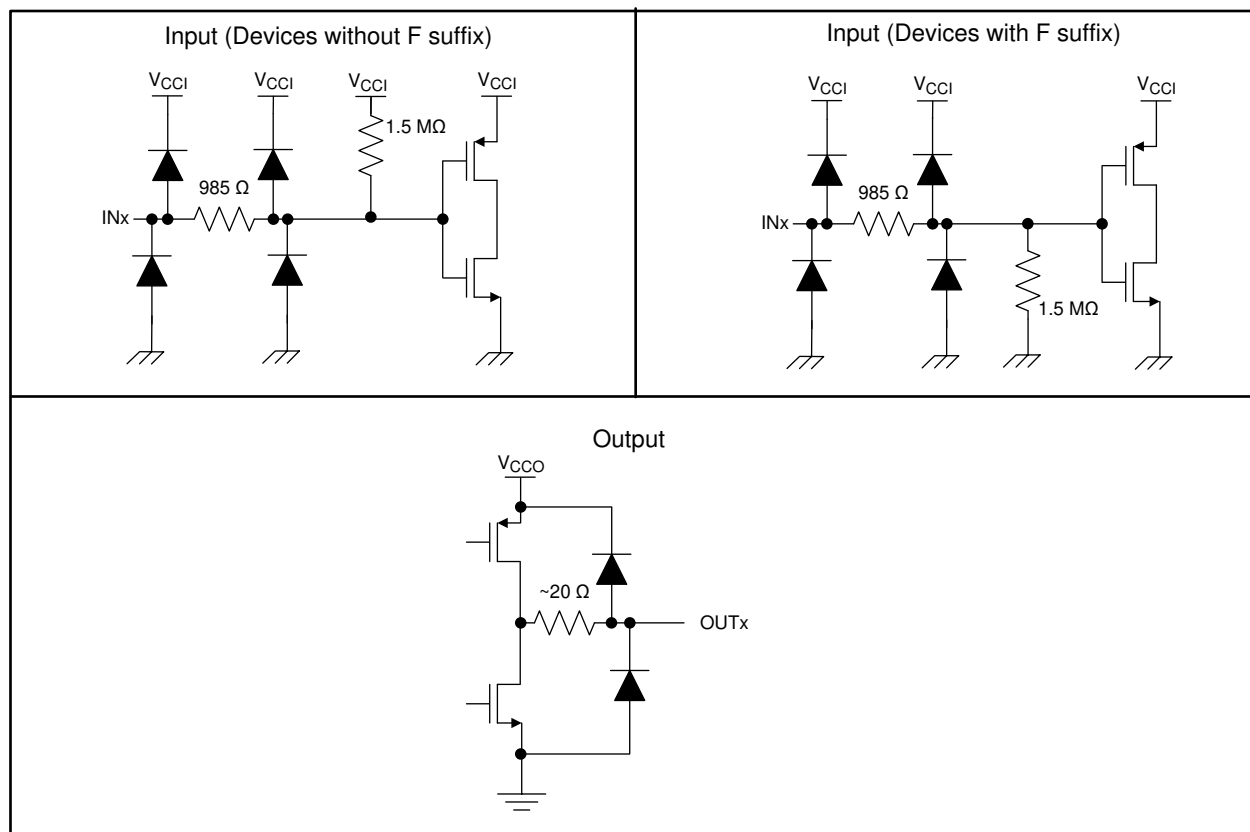 Input (Devices without F suffix)
VCCI VCCI VCCI VCCI
1.5 MΩ
985 Ω
INx
Input (Devices with F suffix)
VCCI VCCI VCCI
985 Ω
INx
1.5 MΩ
Output
VCCO
~20 Ω
OUTx